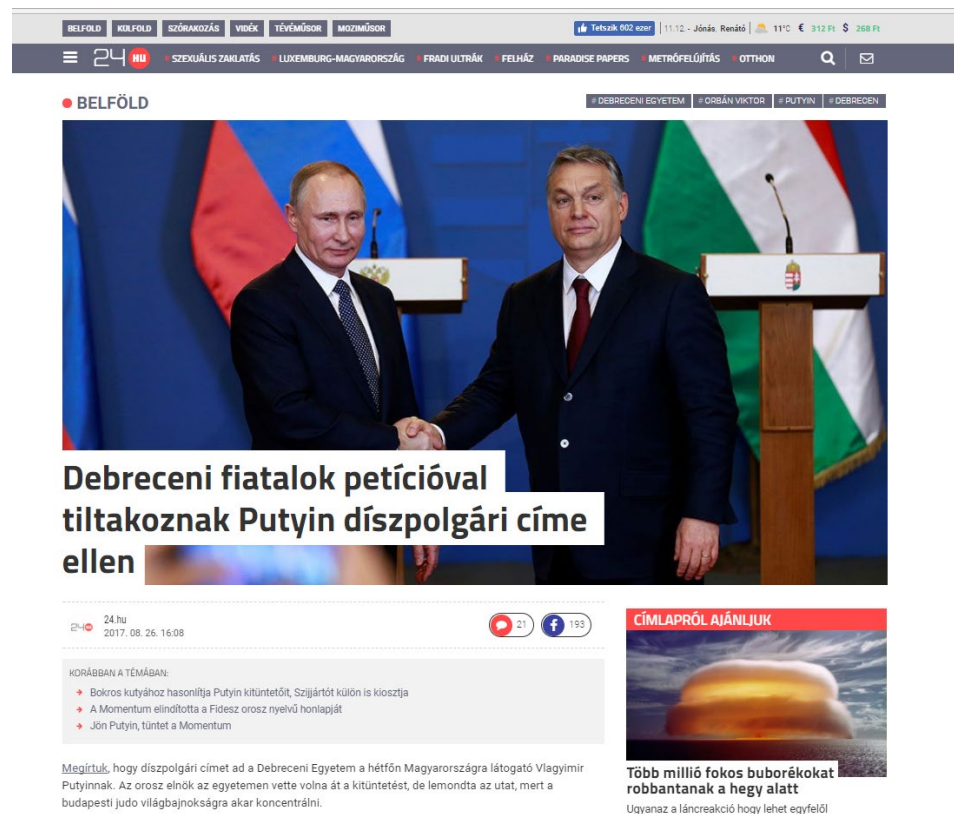 BELFÖLD KÜLFÖLD SZÓRAKOZÁS VIDÉK TÉVÉMŰSOR MOZIMŰSOR Tetszik 602 ezer 11.12. - Jónás, Renátó 11°C € 312 Ft $ 268 Ft
24 HU SZEXUÁLIS ZAKLATÁS LUXEMBURG-MAGYARORSZÁG FRADI ULTRÁK FELHÁZ PARADISE PAPERS METRÓFELÚJÍTÁS OTTHON
BELFÖLD
# DEBRECENI EGYETEM # ORBÁN VIKTOR # PUTYIN # DEBRECEN
Debreceni fiatalok petícióval
tiltakoznak Putyin díszpolgári címe
ellen
24.hu
2017. 08. 26. 16:08
21 193
KORÁBBAN A TÉMÁBAN:
Bokros kutyához hasonlítja Putyin kitüntetőit, Szijjártót külön is kiosztja
A Momentum elindította a Fidesz orosz nyelvű honlapját
Jön Putyin, tüntet a Momentum
Megírtuk, hogy díszpolgári címet ad a Debreceni Egyetem a hétfőn Magyarországra látogató Vlagyimir
Putyinnak. Az orosz elnök az egyetemen vette volna át a kitüntetést, de lemondta az utat, mert a
budapesti judo világbajnokságra akar koncentrálni.
CÍMLAPRÓL AJÁNLJUK
Több millió fokos buborékokat
robbantanak a hegy alatt
Ugyanaz a láncreakció hogy lehet egyfelől